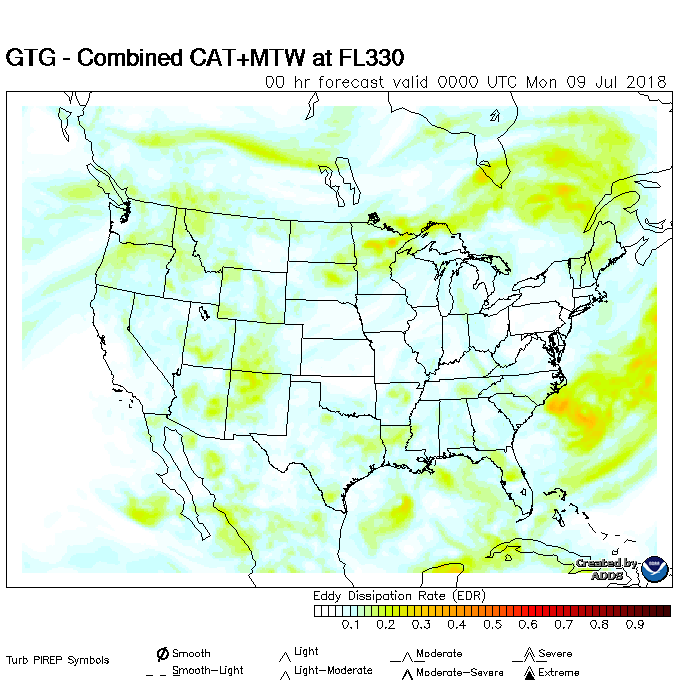 GTG - Combined CAT+MTW at FL330
00 hr forecast valid 0000 UTC Mon 09 Jul 2018
Created by
ADDS
Eddy Dissipation Rate (EDR)
0.1 0.2 0.3 0.4 0.5 0.6 0.7 0.8 0.9
Turb PIREP Symbols
Smooth Light Moderate Severe
Smooth-Light Light-Moderate Moderate-Severe Extreme